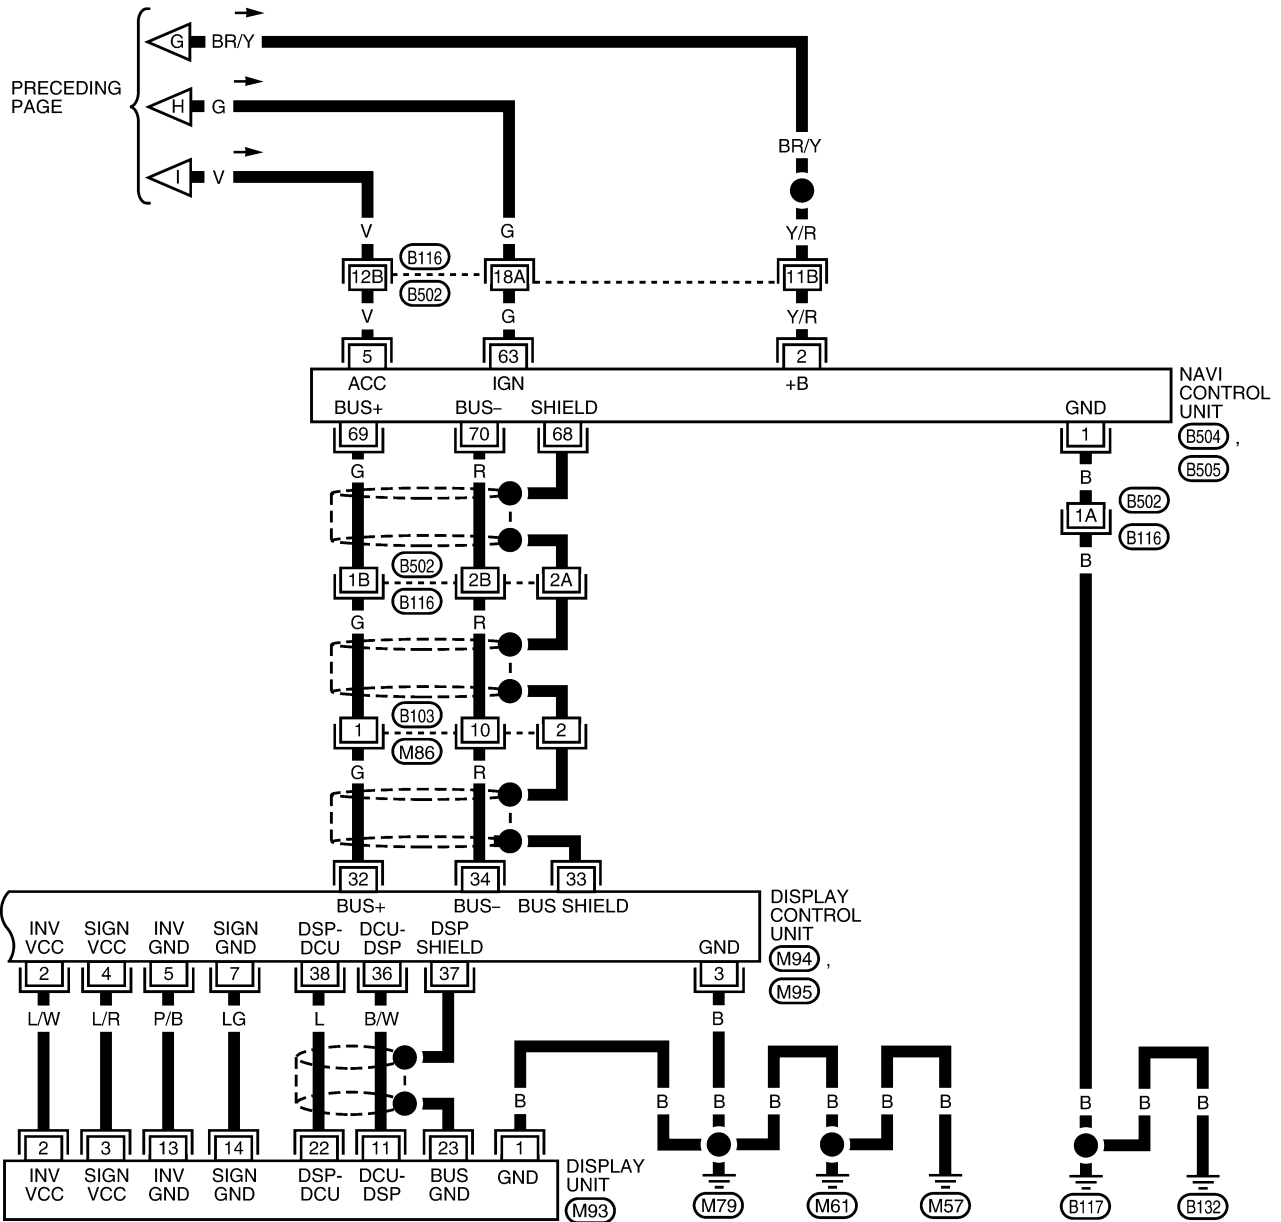 G BR/Y
PRECEDING
PAGE
H G
I V
BR/Y
V G Y/R
12B B116 18A 11B
B502
V G Y/R
5 63 2
ACC IGN +B
BUS+ BUS– SHIELD GND
NAVI
CONTROL
UNIT
B504 ,
B505
69 70 68 1
G R B
1A B502
B116
B
B502
1B 2B 2A
B116
G R
B103
1 10 2
M86
G R
32 34 33
BUS+ BUS– BUS SHIELD
DISPLAY
CONTROL
UNIT
M94 ,
M95
INV SIGN INV SIGN DSP- DCU- DSP
VCC VCC GND GND DCU DSP SHIELD GND
2 4 5 7 38 36 37 3
L/W L/R P/B LG L B/W B
B B B B B B B B B B
2 3 13 14 22 11 23 1
INV SIGN INV SIGN DSP- DCU- BUS GND
VCC VCC GND GND DCU DSP GND
DISPLAY
UNIT
M93
M79 M61 M57 B117 B132